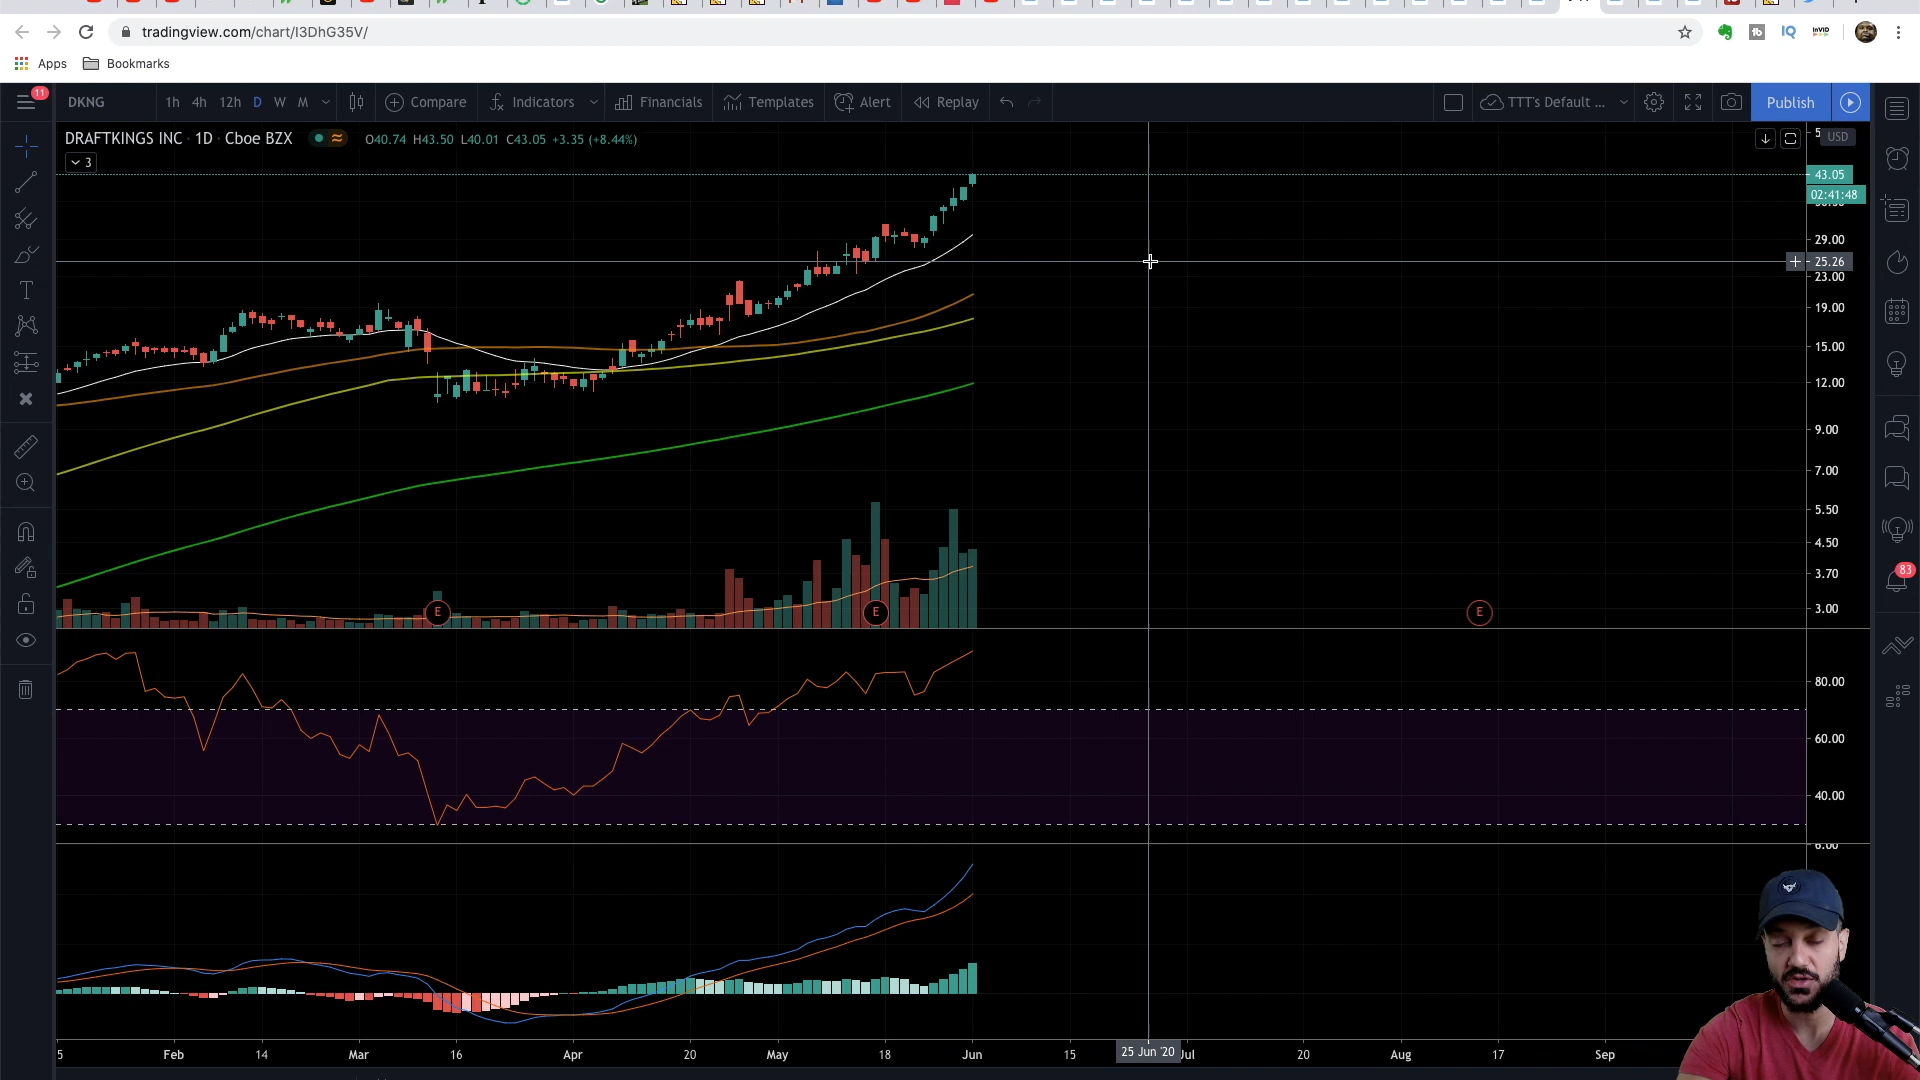 tradingview.com/chart/I3DhG35V/
Apps Bookmarks
11 DKNG 1h 4h 12h D W M Compare Indicators Financials Templates Alert Replay TTT's Default ... Publish
DRAFTKINGS INC · 1D · Cboe BZX O40.74 H43.50 L40.01 C43.05 +3.35 (+8.44%)
3
USD
43.05
02:41:48
29.00
25.26
23.00
19.00
15.00
12.00
9.00
7.00
5.50
4.50
3.70
83
3.00
E E E
80.00
60.00
40.00
6.00
5 Feb 14 Mar 16 Apr 20 May 18 Jun 15 25 Jun '20 Jul 20 Aug 17 Sep